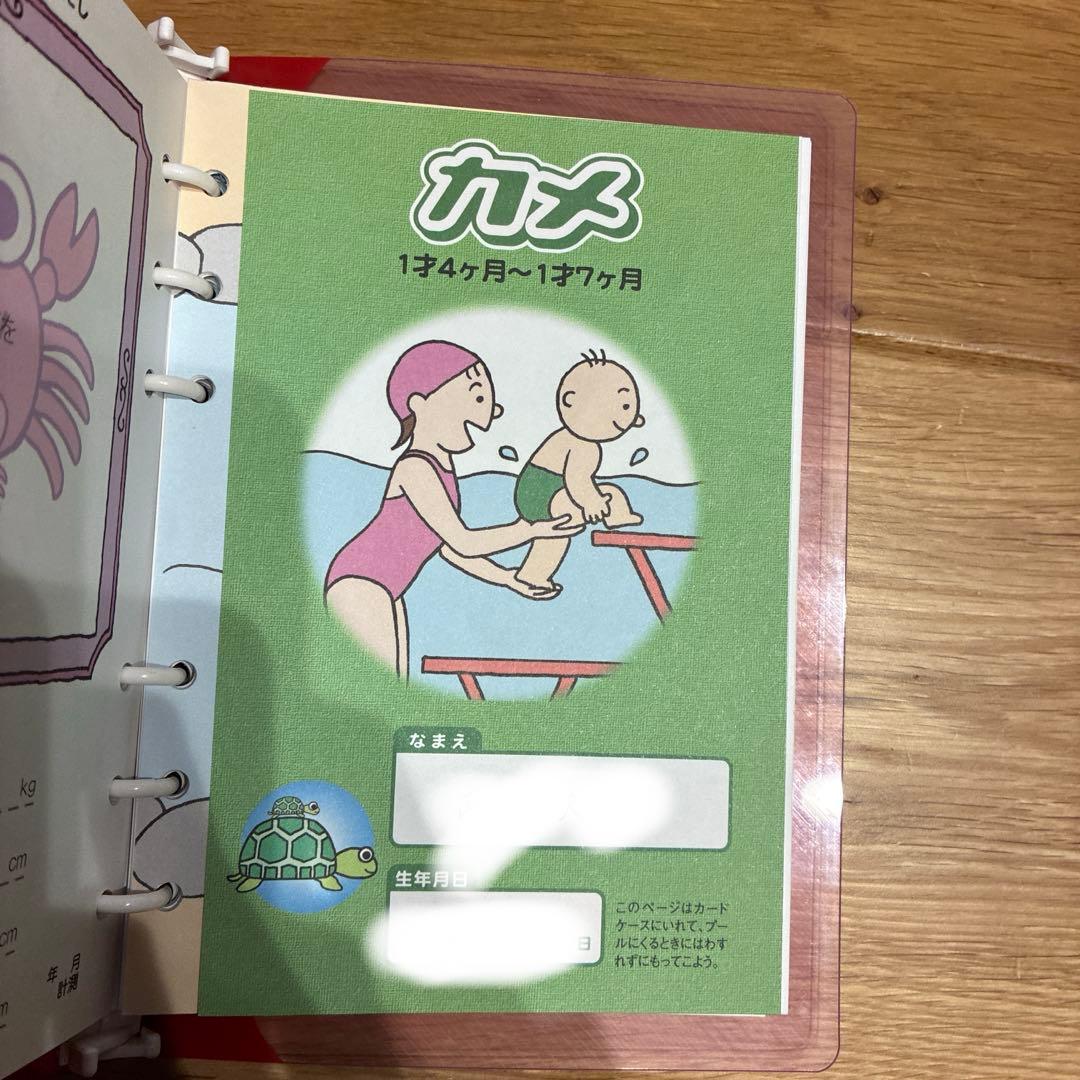 カメ
1才4ヶ月〜1才7ヶ月
なまえ
生年月日
日
このページはカード
ケースにいれて、プー
ルにくるときにはわす
れずにもってこよう。
を
kg
cm
cm
m
年 月
計測